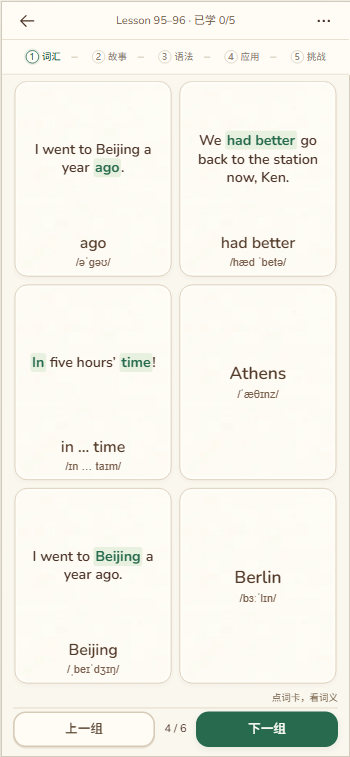 Lesson 95–96 · 已学 0/5
1 词汇 – 2 故事 – 3 语法 – 4 应用 – 5 挑战
I went to Beijing a
year ago.
ago
/əˈgəʊ/
We had better go
back to the station
now, Ken.
had better
/hæd ˈbetə/
In five hours’ time!
in ... time
/ɪn ... taɪm/
Athens
/ˈæθɪnz/
I went to Beijing a
year ago.
Beijing
/ˌbeɪˈdʒɪŋ/
Berlin
/bɜːˈlɪn/
点词卡，看词义
上一组
4 / 6
下一组